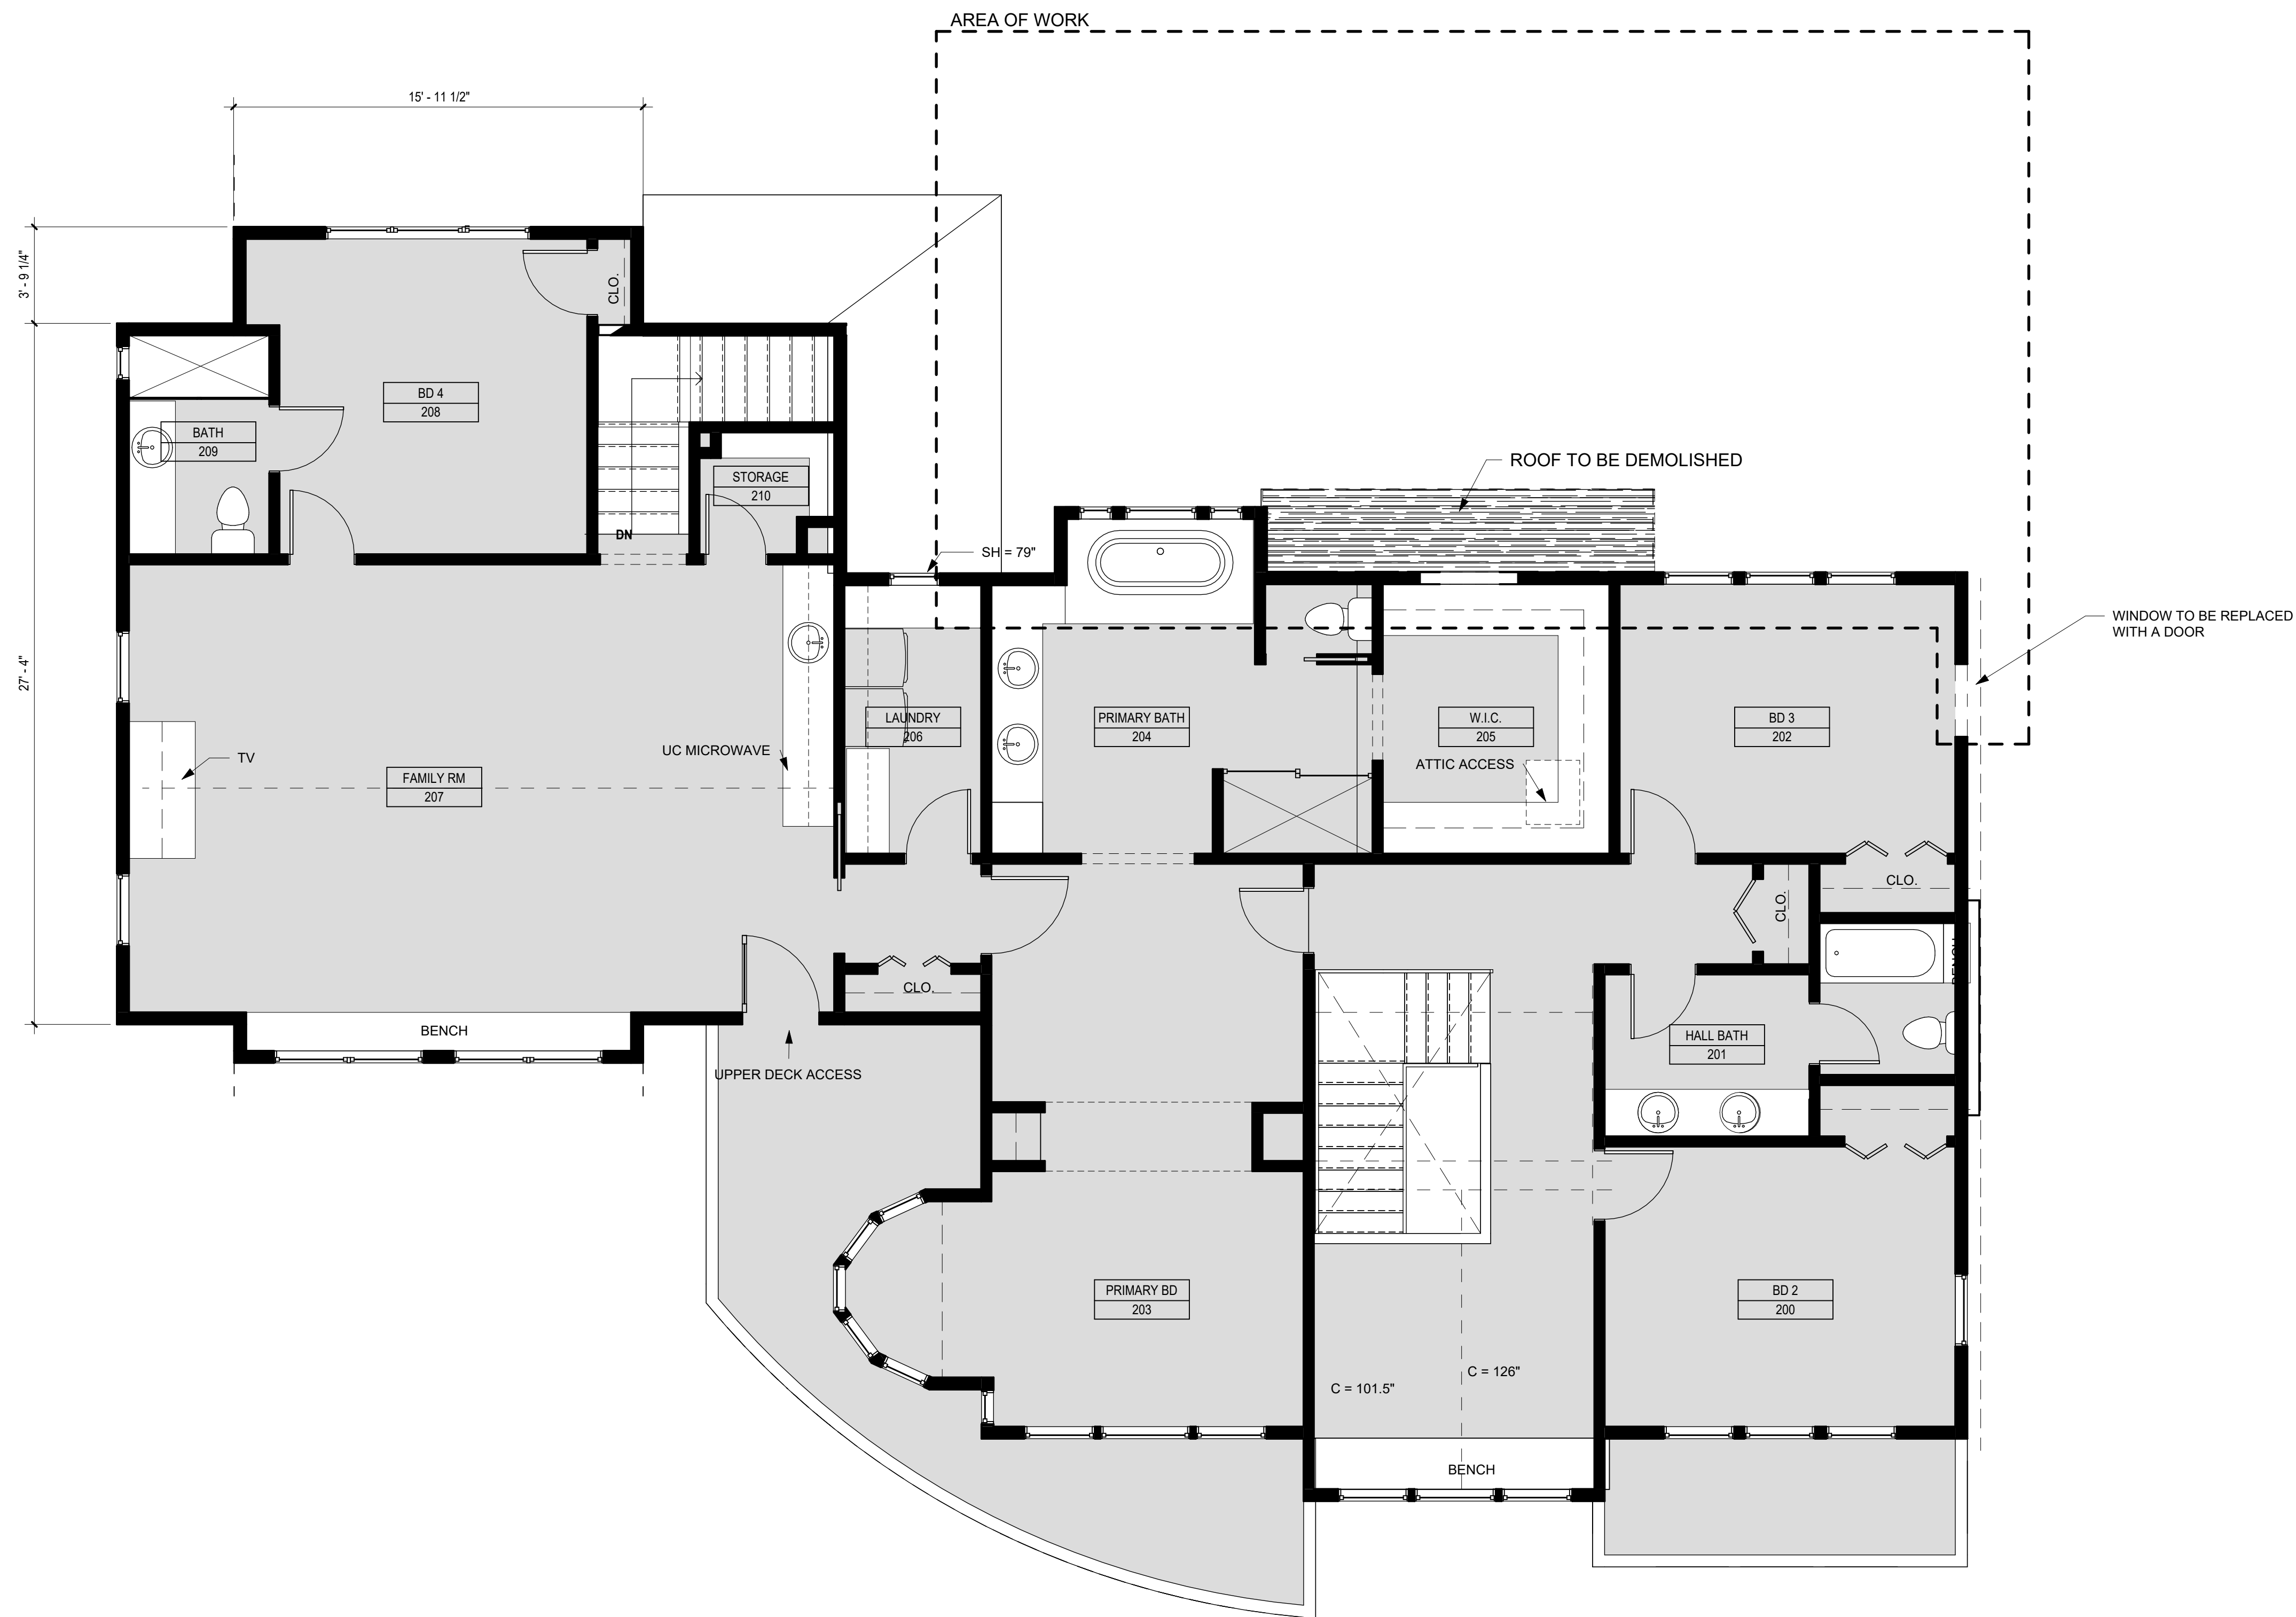 AREA OF WORK
15' - 11 1/2"
3' - 9 1/4"
CLO.
BD 4
208
BATH
209
STORAGE
210
DN
ROOF TO BE DEMOLISHED
SH = 79"
WINDOW TO BE REPLACED
WITH A DOOR
27' - 4"
LAUNDRY
206
PRIMARY BATH
204
W.I.C.
205
BD 3
202
UC MICROWAVE
TV
ATTIC ACCESS
FAMILY RM
207
CLO.
CLO.
BENCH
CLO.
BENCH
HALL BATH
201
UPPER DECK ACCESS
PRIMARY BD
203
BD 2
200
C = 126"
C = 101.5"
BENCH